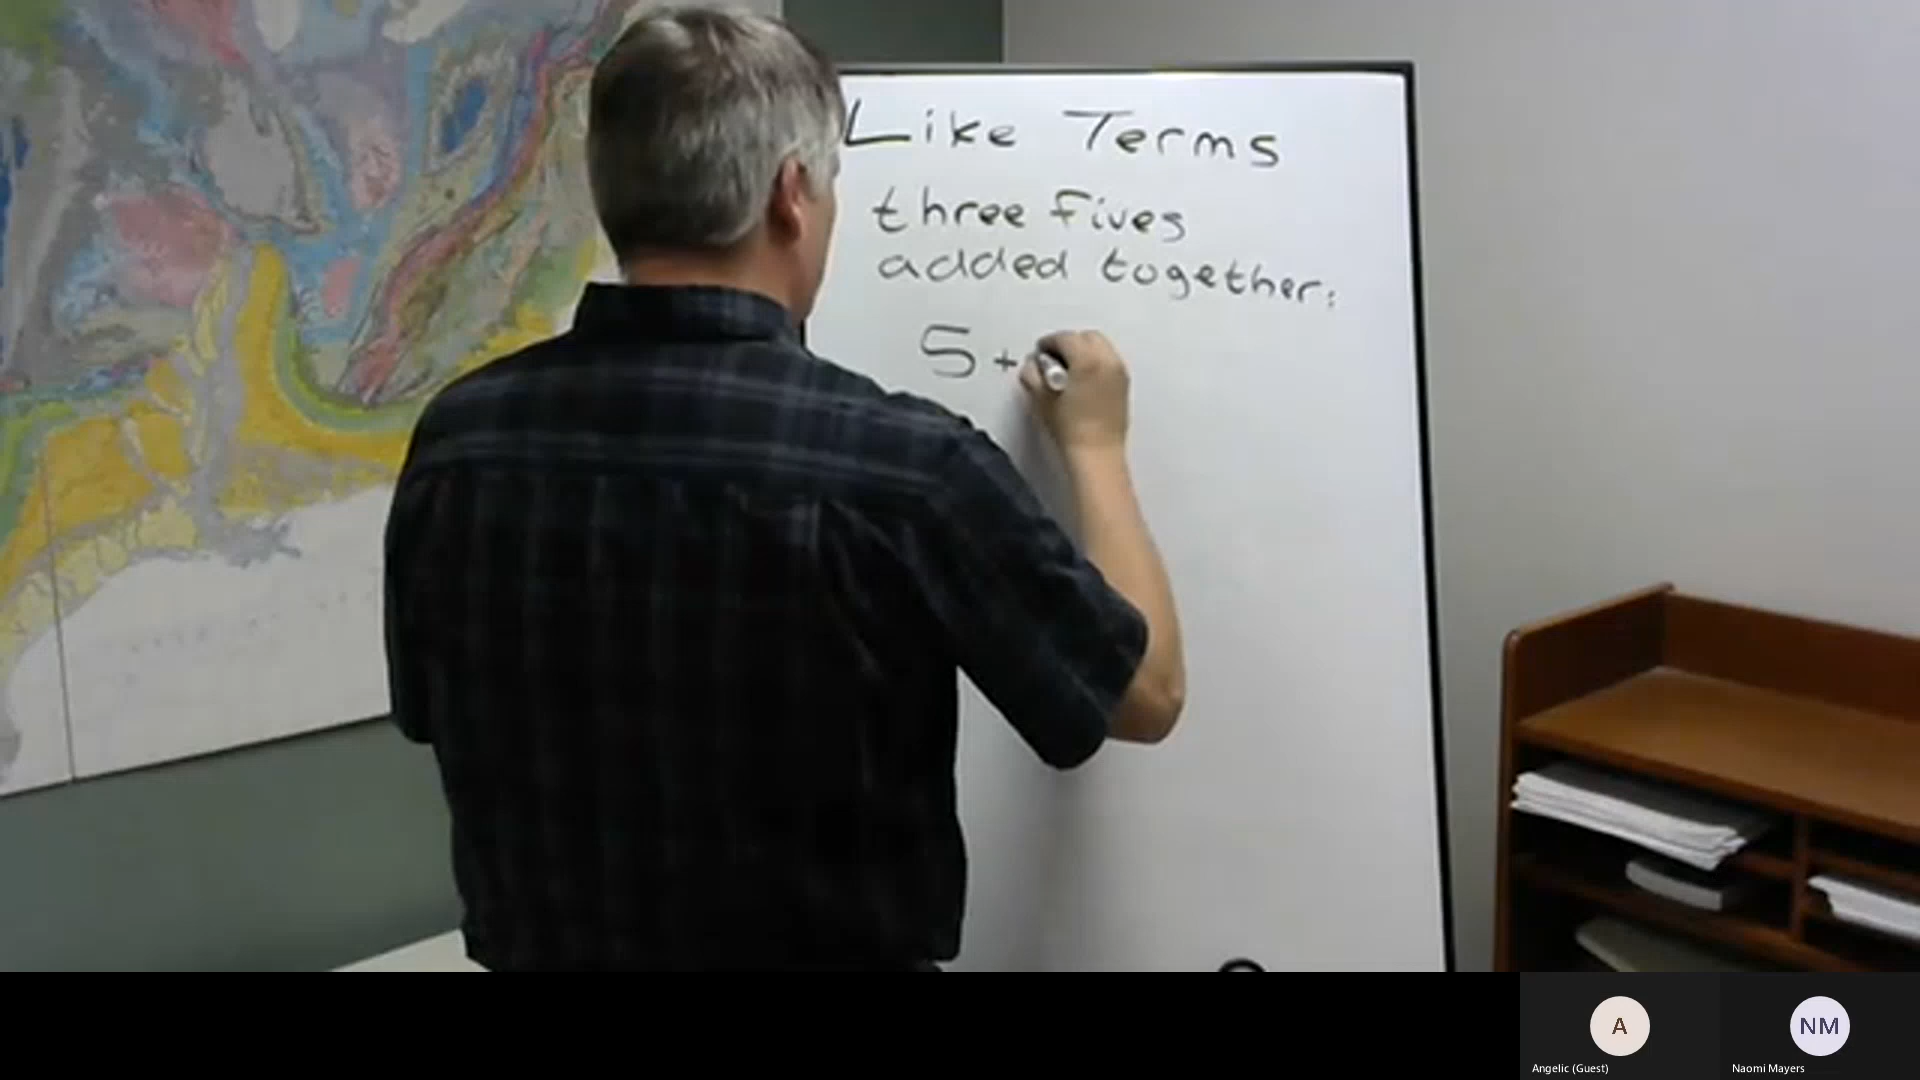 Like Terms
three fives
added together:
5+
A
NM
Angelic (Guest)
Naomi Mayers